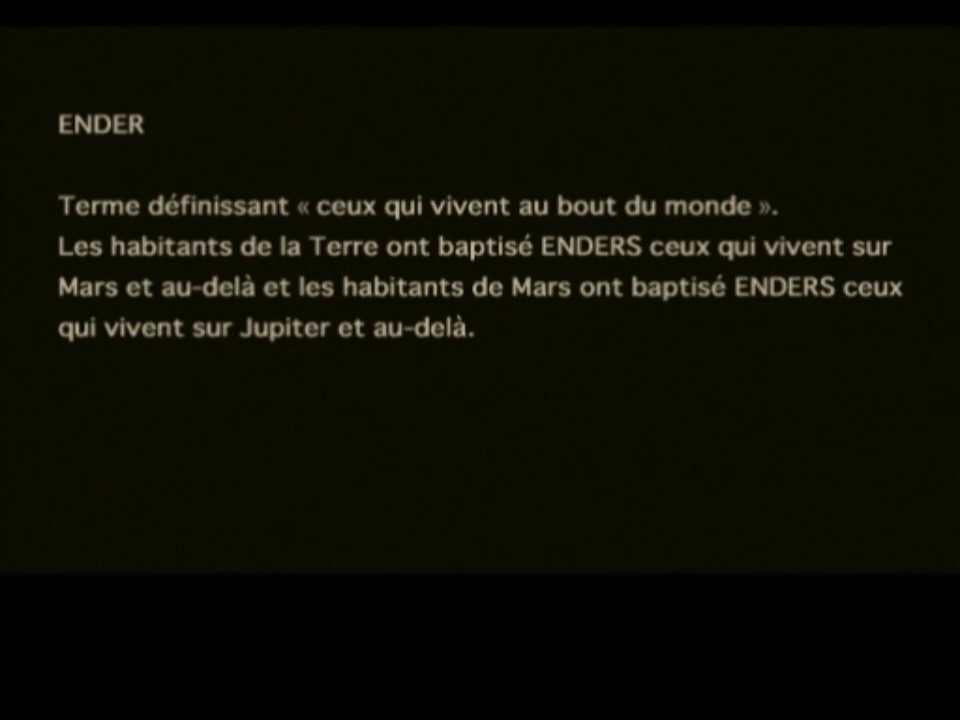 ENDER
Terme définissant « ceux qui vivent au bout du monde ».
Les habitants de la Terre ont baptisé ENDERS ceux qui vivent sur
Mars et au-delà et les habitants de Mars ont baptisé ENDERS ceux
qui vivent sur Jupiter et au-delà.